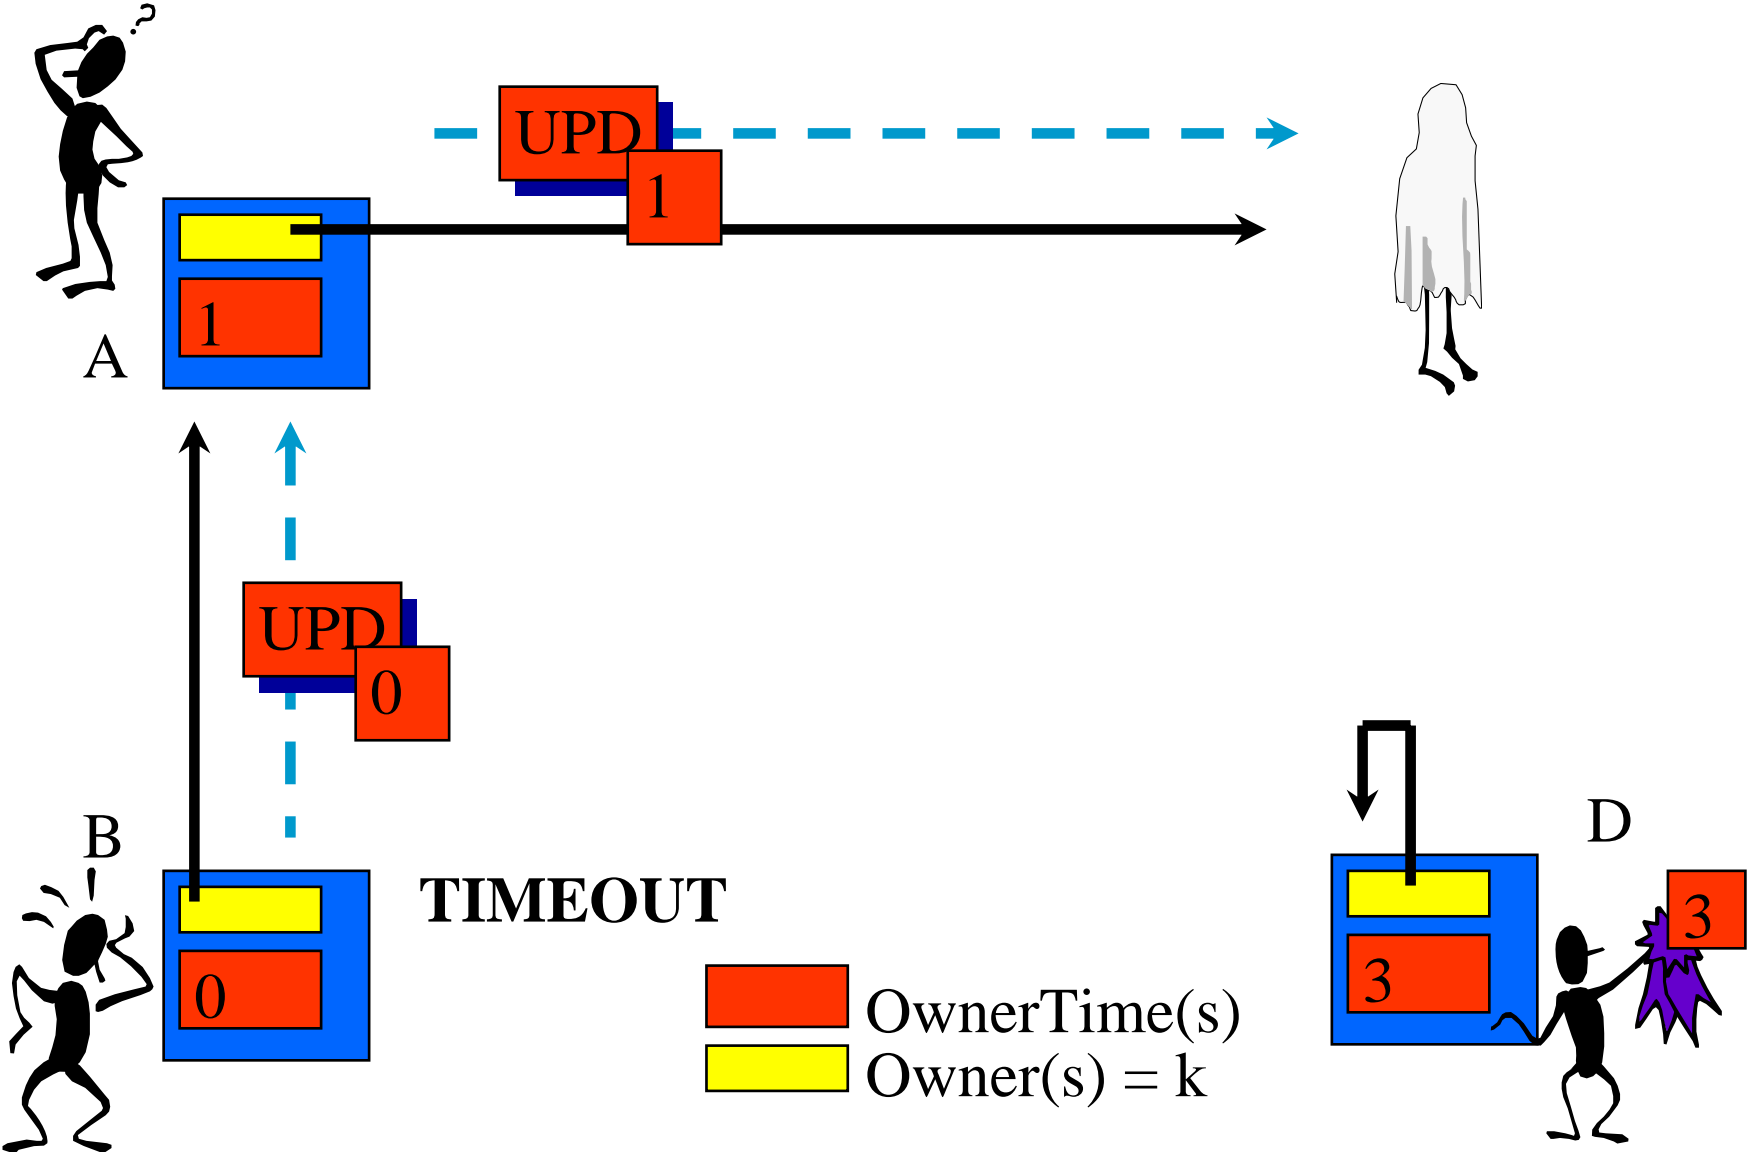 ?
UPD
1
1
A
UPD
0
B
D
TIMEOUT
3
0
3
OwnerTime(s)
Owner(s) = k